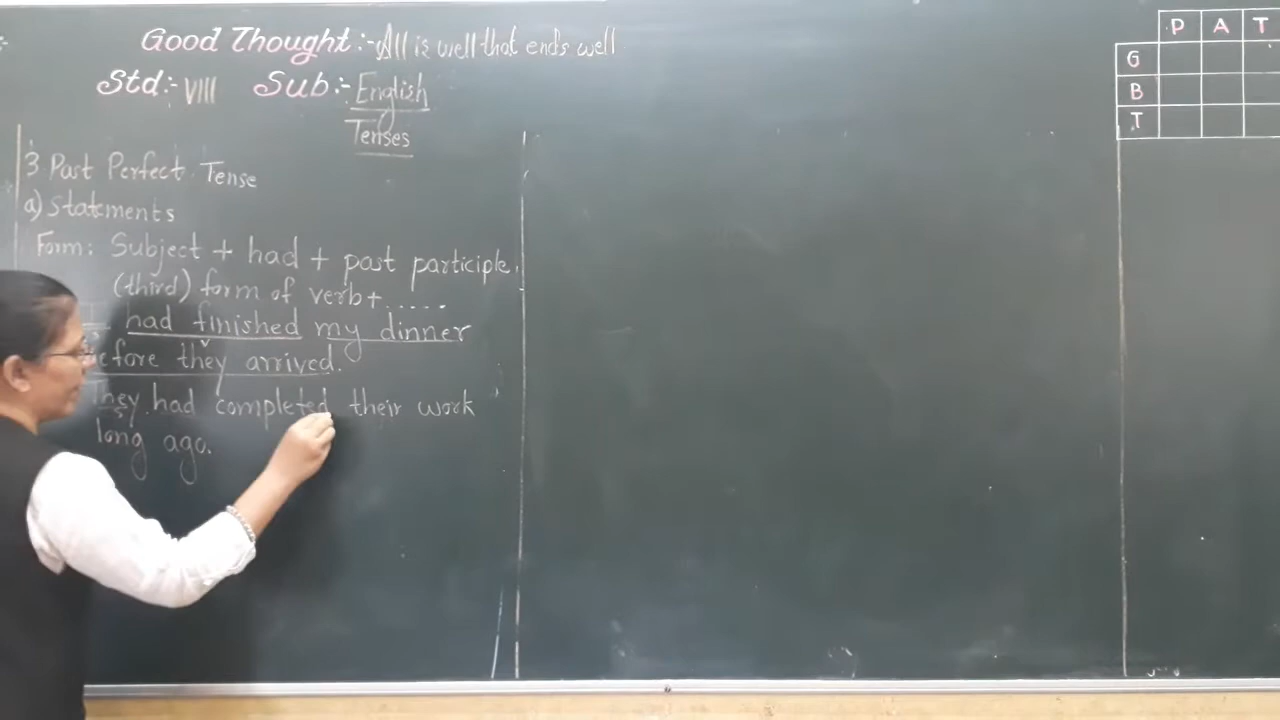 Good Thought :- All is well that ends well
Std:- VIII Sub:- English
Tenses
3 Past Perfect Tense
a) Statements
Form: Subject + had + past participle
(third) form of verb + .....
I had finished my dinner
before they arrived.
They had completed their work
long ago.
P A T
G
B
T